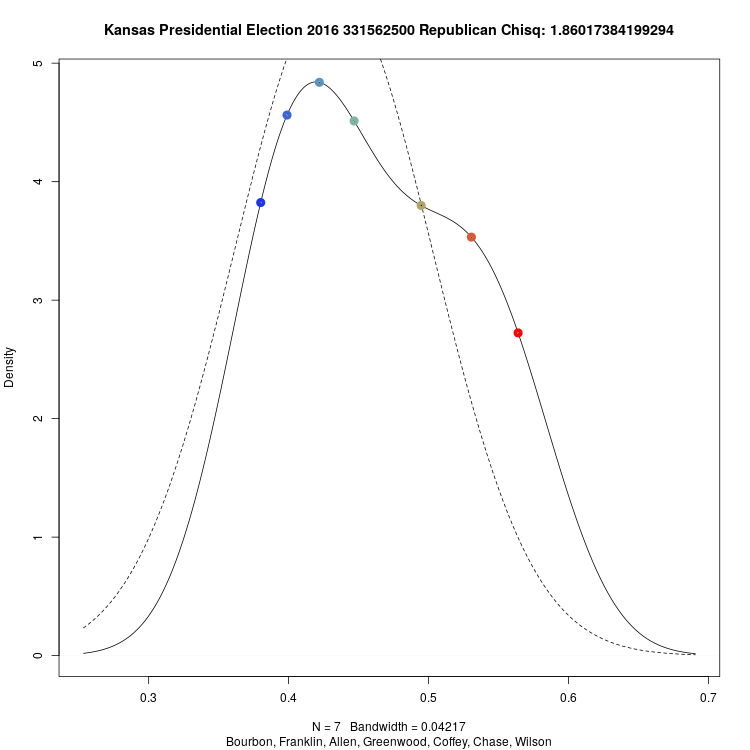 Kansas Presidential Election 2016 331562500 Republican Chisq: 1.86017384199294
Density
5
4
3
2
1
0
0.3 0.4 0.5 0.6 0.7
N = 7 Bandwidth = 0.04217
Bourbon, Franklin, Allen, Greenwood, Coffey, Chase, Wilson